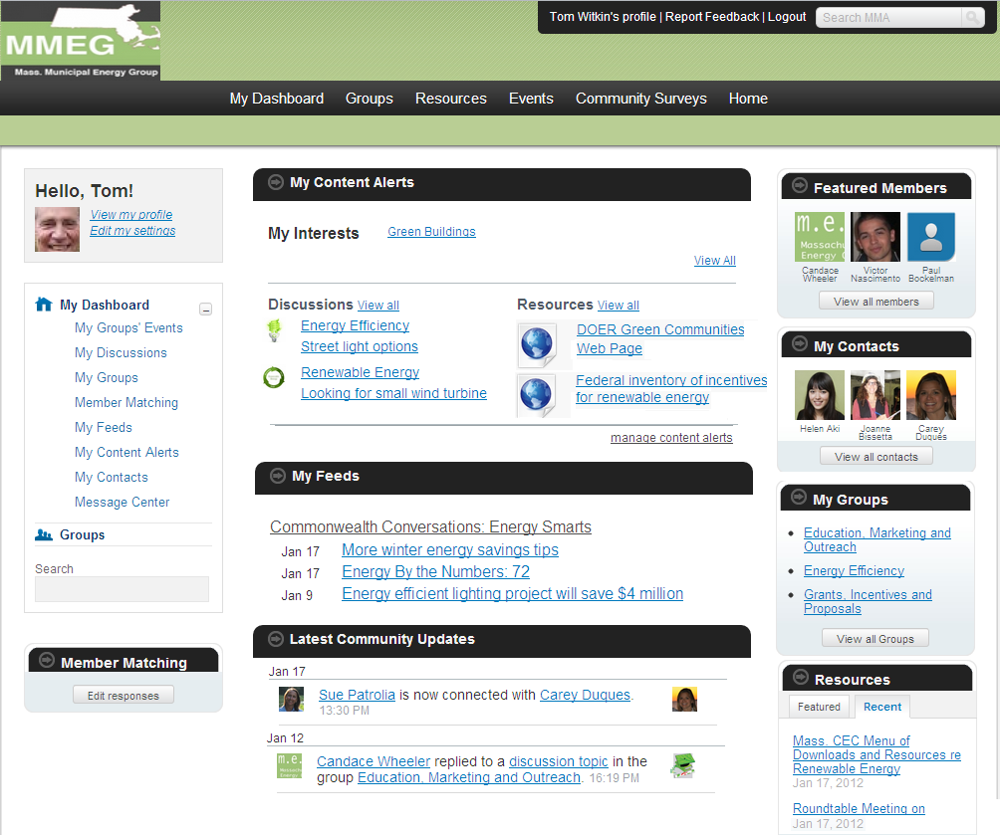 MMEG
Mass. Municipal Energy Group
Tom Witkin's profile | Report Feedback | Logout
Search MMA
My Dashboard Groups Resources Events Community Surveys Home
Hello, Tom!
View my profile
Edit my settings
My Dashboard
My Groups' Events
My Discussions
My Groups
Member Matching
My Feeds
My Content Alerts
My Contacts
Message Center
Groups
Search
Member Matching
Edit responses
My Content Alerts
My Interests Green Buildings
View All
Discussions View all
Energy Efficiency
Street light options
Renewable Energy
Looking for small wind turbine
Resources View all
DOER Green Communities
Web Page
Federal inventory of incentives
for renewable energy
manage content alerts
My Feeds
Commonwealth Conversations: Energy Smarts
Jan 17 More winter energy savings tips
Jan 17 Energy By the Numbers: 72
Jan 9 Energy efficient lighting project will save $4 million
Latest Community Updates
Jan 17
Sue Patrolia is now connected with Carey Duques.
13:30 PM
Jan 12
m.e.
Massachu
Energy C
Candace Wheeler replied to a discussion topic in the
group Education, Marketing and Outreach. 16:19 PM
Featured Members
m.e.
Massachu
Energy C
Candace
Wheeler
Victor
Nascimento
Paul
Bockelman
View all members
My Contacts
Helen Aki
Joanne
Bissetta
Carey
Duques
View all contacts
My Groups
Education, Marketing and
Outreach
Energy Efficiency
Grants, Incentives and
Proposals
View all Groups
Resources
Featured Recent
Mass. CEC Menu of
Downloads and Resources re
Renewable Energy
Jan 17, 2012
Roundtable Meeting on
Jan 17, 2012